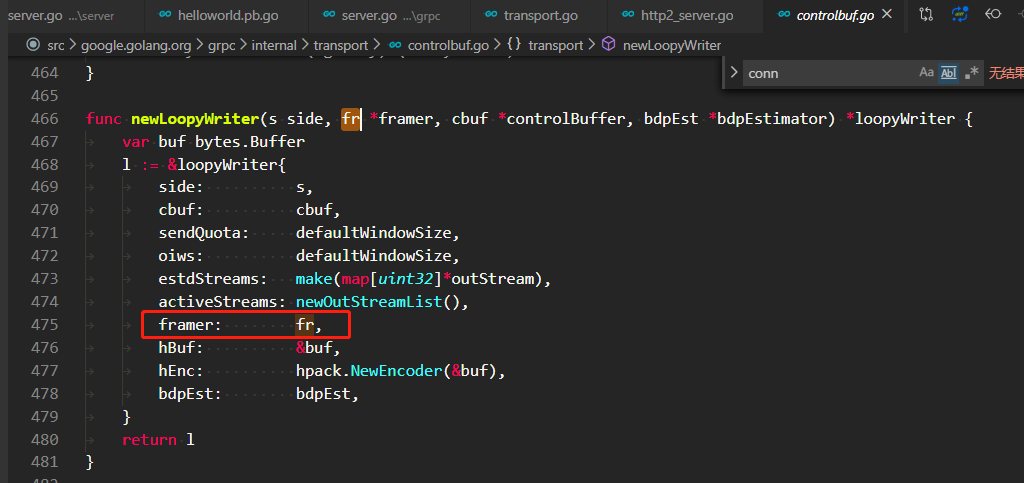 server.go ...\server helloworld.pb.go server.go ...\grpc transport.go http2_server.go controlbuf.go
src > google.golang.org > grpc > internal > transport > controlbuf.go > {} transport > newLoopyWriter
conn Aa Abl .* 无结果
464 }
465
466 func newLoopyWriter(s side, fr *framer, cbuf *controlBuffer, bdpEst *bdpEstimator) *loopyWriter {
467 var buf bytes.Buffer
468 l := &loopyWriter{
469 side: s,
470 cbuf: cbuf,
471 sendQuota: defaultWindowSize,
472 oiws: defaultWindowSize,
473 estdStreams: make(map[uint32]*outStream),
474 activeStreams: newOutStreamList(),
475 framer: fr,
476 hBuf: &buf,
477 hEnc: hpack.NewEncoder(&buf),
478 bdpEst: bdpEst,
479 }
480 return l
481 }